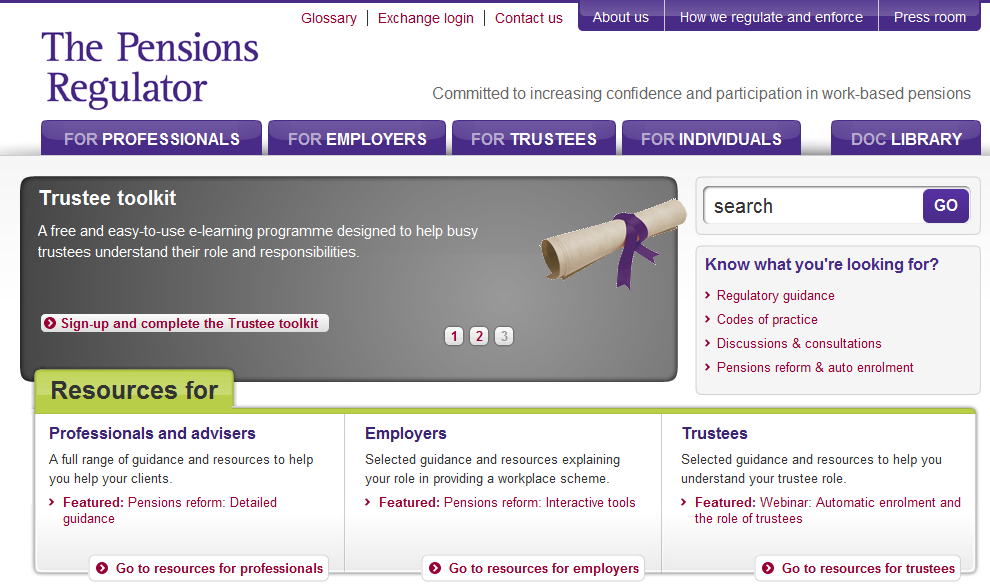 Glossary | Exchange login | Contact us
About us
How we regulate and enforce
Press room
The Pensions
Regulator
Committed to increasing confidence and participation in work-based pensions
FOR PROFESSIONALS
FOR EMPLOYERS
FOR TRUSTEES
FOR INDIVIDUALS
DOC LIBRARY
Trustee toolkit
A free and easy-to-use e-learning programme designed to help busy
trustees understand their role and responsibilities.
Sign-up and complete the Trustee toolkit
1 2 3
search
GO
Know what you're looking for?
Regulatory guidance
Codes of practice
Discussions & consultations
Pensions reform & auto enrolment
Resources for
Professionals and advisers
A full range of guidance and resources to help
you help your clients.
Featured: Pensions reform: Detailed
guidance
Go to resources for professionals
Employers
Selected guidance and resources explaining
your role in providing a workplace scheme.
Featured: Pensions reform: Interactive tools
Go to resources for employers
Trustees
Selected guidance and resources to help you
understand your trustee role.
Featured: Webinar: Automatic enrolment and
the role of trustees
Go to resources for trustees